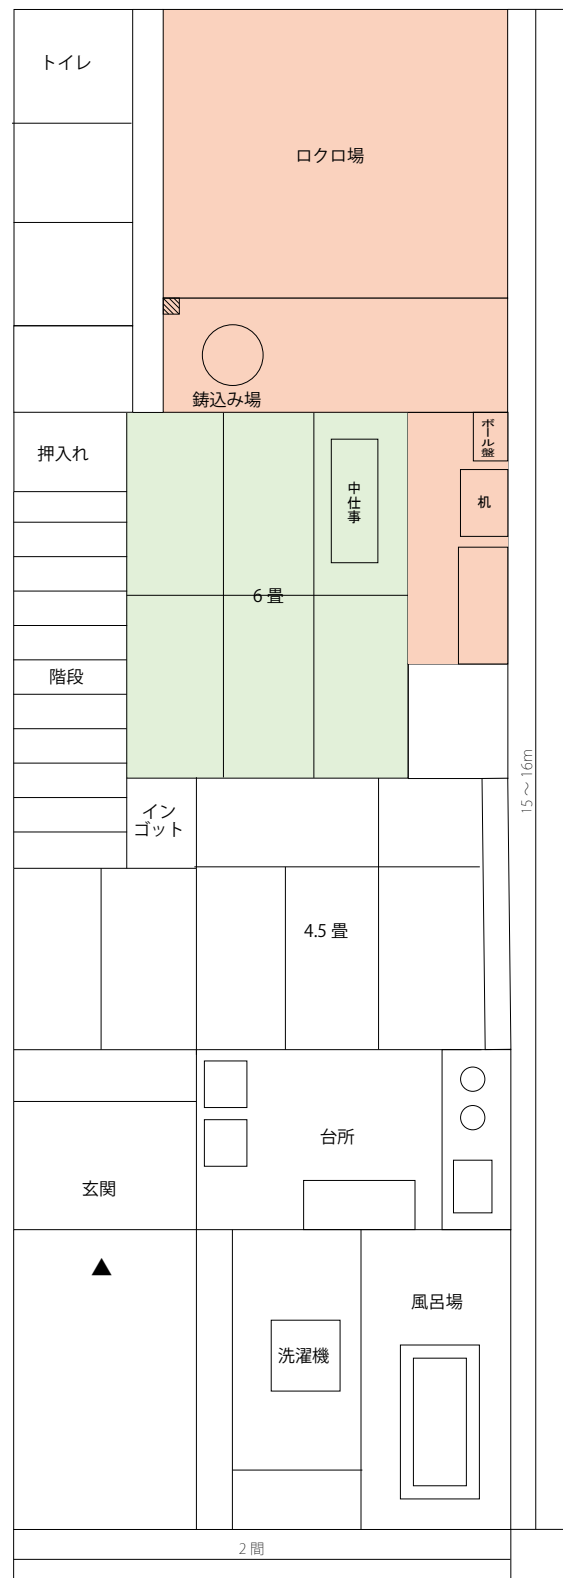 トイレ
ロクロ場
鋳込み場
押入れ
ボール盤
中仕事
机
6 畳
階段
イン
ゴット
15 ～ 16m
4.5 畳
台所
玄関
▲
風呂場
洗濯機
2 間